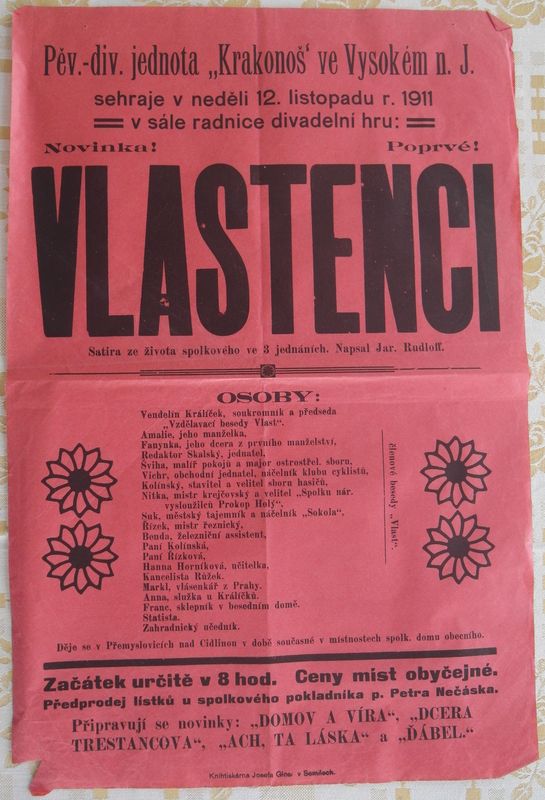 Pěv.-div. jednota „Krakonoš‘ ve Vysokém n. J.
sehraje v neděli 12. listopadu r. 1911
v sále radnice divadelní hru:
Novinka! Poprvé!
VLASTENCI
Satira ze života spolkového ve 3 jednáních. Napsal Jar. Rudloff.
OSOBY:
Vendelín Králíček, soukromník a předseda
„Vzdělavací besedy Vlast“.
Amalie, jeho manželka,
Fanynka, jeho dcera z prvního manželství,
Redaktor Skalský, jednatel,
Šviha, malíř pokojů a major ostrostřel. sboru,
Vichr, obchodní jednatel, náčelník klubu cyklistů,
Kolínský, stavitel a velitel sboru hasičů,
Nitka, mistr krejčovský a velitel „Spolku nár.
vysloužilců Prokop Holý“,
Suk, městský tajemník a náčelník „Sokola“,
Řízek, mistr řeznický,
Benda, železniční assistent,
Paní Kolínská,
Paní Řízková,
Hanna Horníková, učitelka,
Kancelista Růžek.
Markl, vlásenkář z Prahy.
Anna, služka u Králíčků.
Franc, sklepník v besedním domě.
Statista.
Zahradnický učedník.
členové besedy „Vlast“.
Děje se v Přemyslovicích nad Cidlinou v době současné v místnostech spolk. domu obecního.
Začátek určitě v 8 hod. Ceny míst obyčejné.
Předprodej lístků u spolkového pokladníka p. Petra Nečáska.
Připravují se novinky: „DOMOV A VÍRA“, „DCERA
TRESTANCOVA“, „ACH, TA LÁSKA“ a „ĎÁBEL.“
Knihtiskárna Josefa Glose v Semilech.